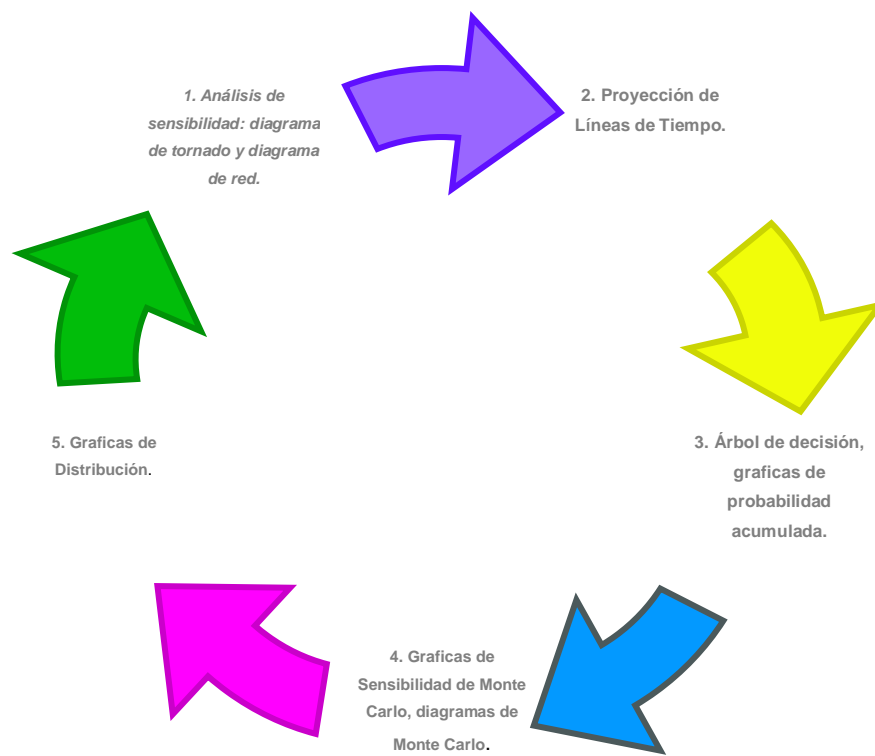 1. Análisis de
sensibilidad: diagrama
de tornado y diagrama
de red.
2. Proyección de
Líneas de Tiempo.
3. Árbol de decisión,
graficas de
probabilidad
acumulada.
4. Graficas de
Sensibilidad de Monte
Carlo, diagramas de
Monte Carlo.
5. Graficas de
Distribución.